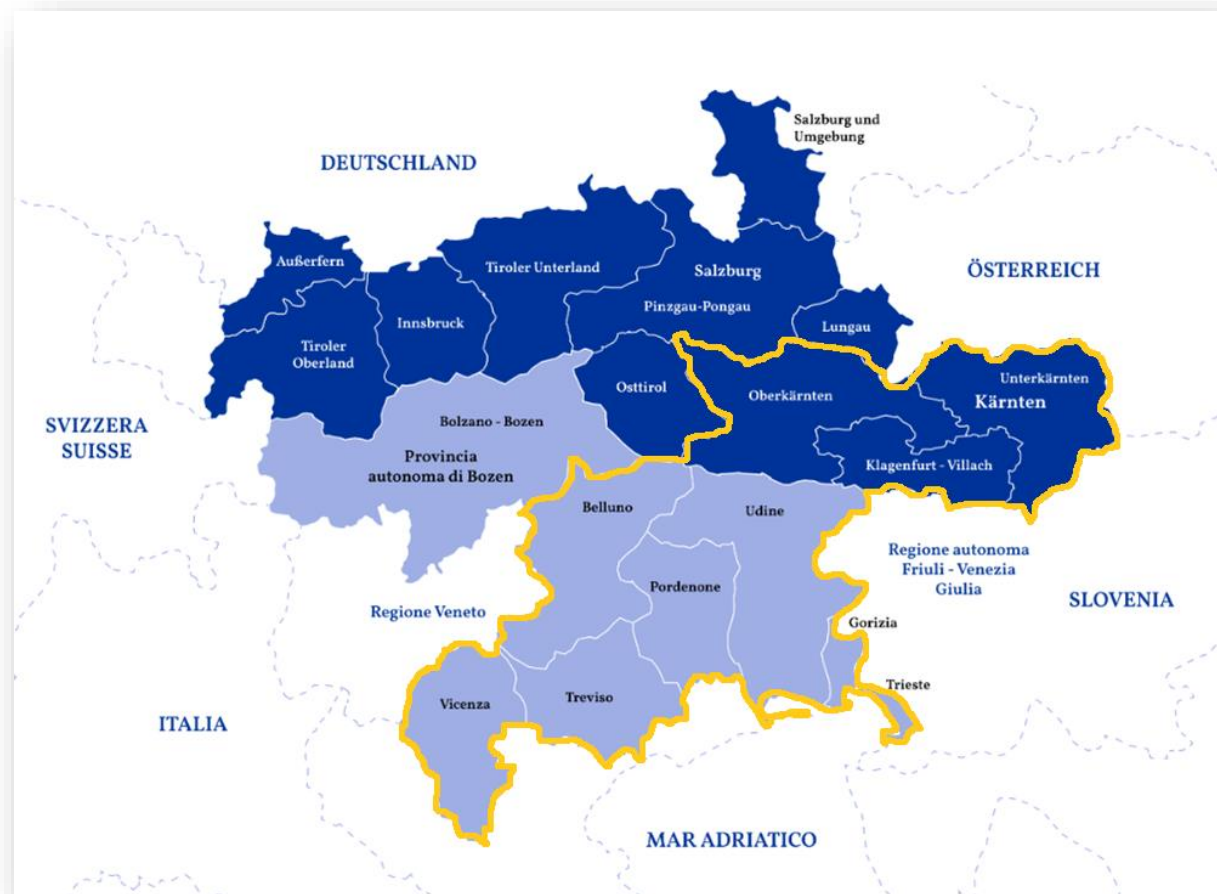 Salzburg und
Umgebung
DEUTSCHLAND
Außerfern
Tiroler Unterland
Salzburg
ÖSTERREICH
Pinzgau-Pongau
Innsbruck
Lungau
Tiroler
Oberland
Osttirol
Oberkärnten
Unterkärnten
Kärnten
SVIZZERA
SUISSE
Bolzano - Bozen
Provincia
autonoma di Bozen
Klagenfurt - Villach
Belluno
Udine
Regione autonoma
Friuli - Venezia
Giulia
Pordenone
SLOVENIA
Regione Veneto
Gorizia
Trieste
Vicenza
Treviso
ITALIA
MAR ADRIATICO